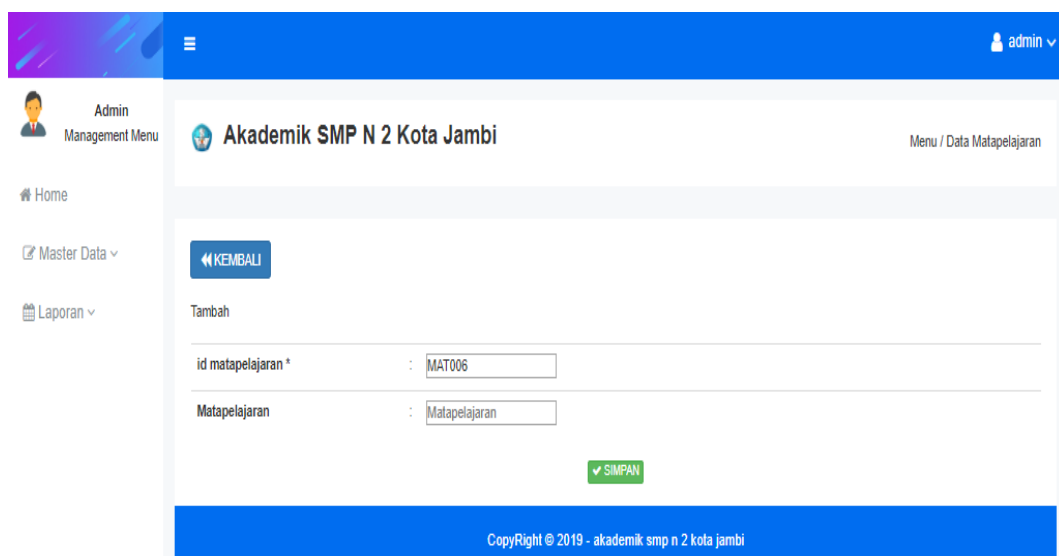 admin
Admin
Management Menu
Home
Master Data
Laporan
Akademik SMP N 2 Kota Jambi
Menu / Data Matapelajaran
KEMBALI
Tambah
id matapelajaran * : MAT006
Matapelajaran : Matapelajaran
SIMPAN
CopyRight © 2019 - akademik smp n 2 kota jambi